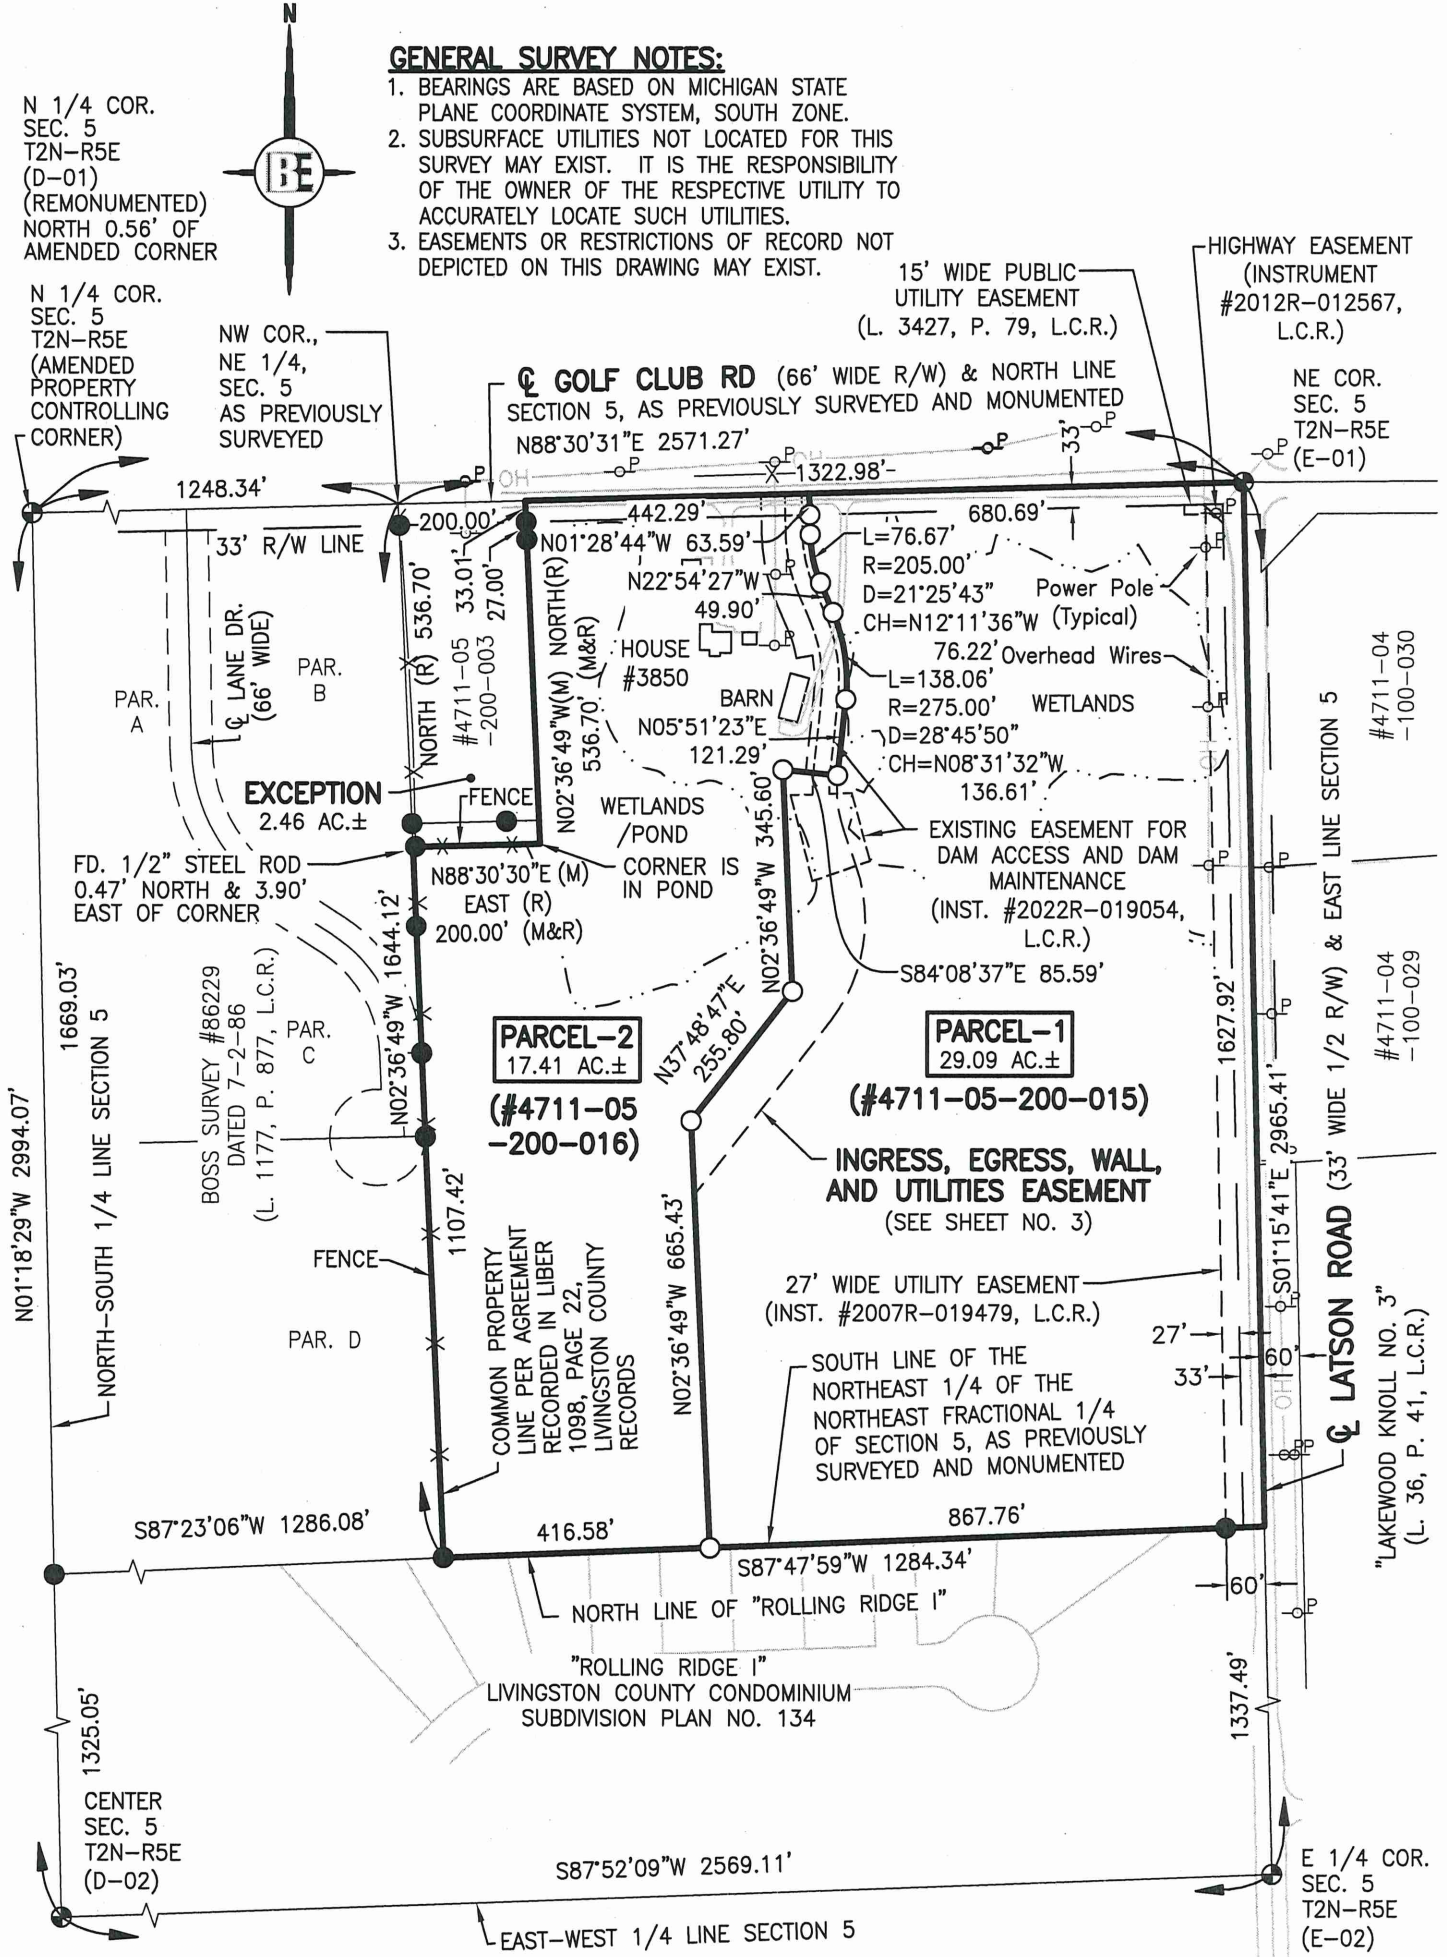 N
BE
GENERAL SURVEY NOTES:
1. BEARINGS ARE BASED ON MICHIGAN STATE
PLANE COORDINATE SYSTEM, SOUTH ZONE.
2. SUBSURFACE UTILITIES NOT LOCATED FOR THIS
SURVEY MAY EXIST. IT IS THE RESPONSIBILITY
OF THE OWNER OF THE RESPECTIVE UTILITY TO
ACCURATELY LOCATE SUCH UTILITIES.
3. EASEMENTS OR RESTRICTIONS OF RECORD NOT
DEPICTED ON THIS DRAWING MAY EXIST.
N 1/4 COR.
SEC. 5
T2N-R5E
(D-01)
(REMONUMENTED)
NORTH 0.56' OF
AMENDED CORNER
N 1/4 COR.
SEC. 5
T2N-R5E
(AMENDED
PROPERTY
CONTROLLING
CORNER)
NW COR.,
NE 1/4,
SEC. 5
AS PREVIOUSLY
SURVEYED
15' WIDE PUBLIC
UTILITY EASEMENT
(L. 3427, P. 79, L.C.R.)
HIGHWAY EASEMENT
(INSTRUMENT
#2012R-012567,
L.C.R.)
NE COR.
SEC. 5
T2N-R5E
(E-01)
℄ GOLF CLUB RD (66' WIDE R/W) & NORTH LINE
SECTION 5, AS PREVIOUSLY SURVEYED AND MONUMENTED
N88°30'31"E 2571.27'
P
P
P
P
P
P
OH
OH
33'
1248.34'
1322.98'
200.00'
442.29'
680.69'
33' R/W LINE
33.01'
27.00'
N01°28'44"W 63.59'
L=76.67'
R=205.00'
D=21°25'43"
CH=N12°11'36"W
76.22'
N22°54'27"W
49.90'
Power Pole
(Typical)
Overhead Wires
P
P
P
P
P
HOUSE
#3850
BARN
L=138.06'
R=275.00'
D=28°45'50"
CH=N08°31'32"W
136.61'
WETLANDS
N05°51'23"E
121.29'
℄ LANE DR.
(66' WIDE)
PAR.
A
PAR.
B
NORTH (R) 536.70'
#4711-05
-200-003
N02°36'49"W(M) NORTH(R)
536.70' (M&R)
EXCEPTION
2.46 AC.±
FENCE
WETLANDS
/POND
CORNER IS
IN POND
FD. 1/2" STEEL ROD
0.47' NORTH & 3.90'
EAST OF CORNER
N88°30'30"E (M)
EAST (R)
200.00' (M&R)
N02°36'49"W 345.60'
EXISTING EASEMENT FOR
DAM ACCESS AND DAM
MAINTENANCE
(INST. #2022R-019054,
L.C.R.)
S84°08'37"E 85.59'
OH
P
P
P
#4711-04
-100-030
#4711-04
-100-029
N02°36'49"W 1644.12'
1669.03'
BOSS SURVEY #86229
DATED 7-2-86
(L. 1177, P. 877, L.C.R.)
PAR.
C
PARCEL-2
17.41 AC.±
(#4711-05
-200-016)
N37°48'47"E
255.80'
PARCEL-1
29.09 AC.±
(#4711-05-200-015)
1627.92'
S01°15'41"E 2965.41'
INGRESS, EGRESS, WALL,
AND UTILITIES EASEMENT
(SEE SHEET NO. 3)
N01°18'29"W 2994.07'
NORTH-SOUTH 1/4 LINE SECTION 5
1107.42'
FENCE
PAR. D
COMMON PROPERTY
LINE PER AGREEMENT
RECORDED IN LIBER
1098, PAGE 22,
LIVINGSTON COUNTY
RECORDS
N02°36'49"W 665.43'
27' WIDE UTILITY EASEMENT
(INST. #2007R-019479, L.C.R.)
27'
60'
33'
P
PP
OH
℄ LATSON ROAD (33' WIDE 1/2 R/W) & EAST LINE SECTION 5
"LAKEWOOD KNOLL NO. 3"
(L. 36, P. 41, L.C.R.)
SOUTH LINE OF THE
NORTHEAST 1/4 OF THE
NORTHEAST FRACTIONAL 1/4
OF SECTION 5, AS PREVIOUSLY
SURVEYED AND MONUMENTED
S87°23'06"W 1286.08'
416.58'
867.76'
S87°47'59"W 1284.34'
60'
P
NORTH LINE OF "ROLLING RIDGE I"
"ROLLING RIDGE I"
LIVINGSTON COUNTY CONDOMINIUM
SUBDIVISION PLAN NO. 134
1325.05'
1337.49'
CENTER
SEC. 5
T2N-R5E
(D-02)
S87°52'09"W 2569.11'
EAST-WEST 1/4 LINE SECTION 5
E 1/4 COR.
SEC. 5
T2N-R5E
(E-02)